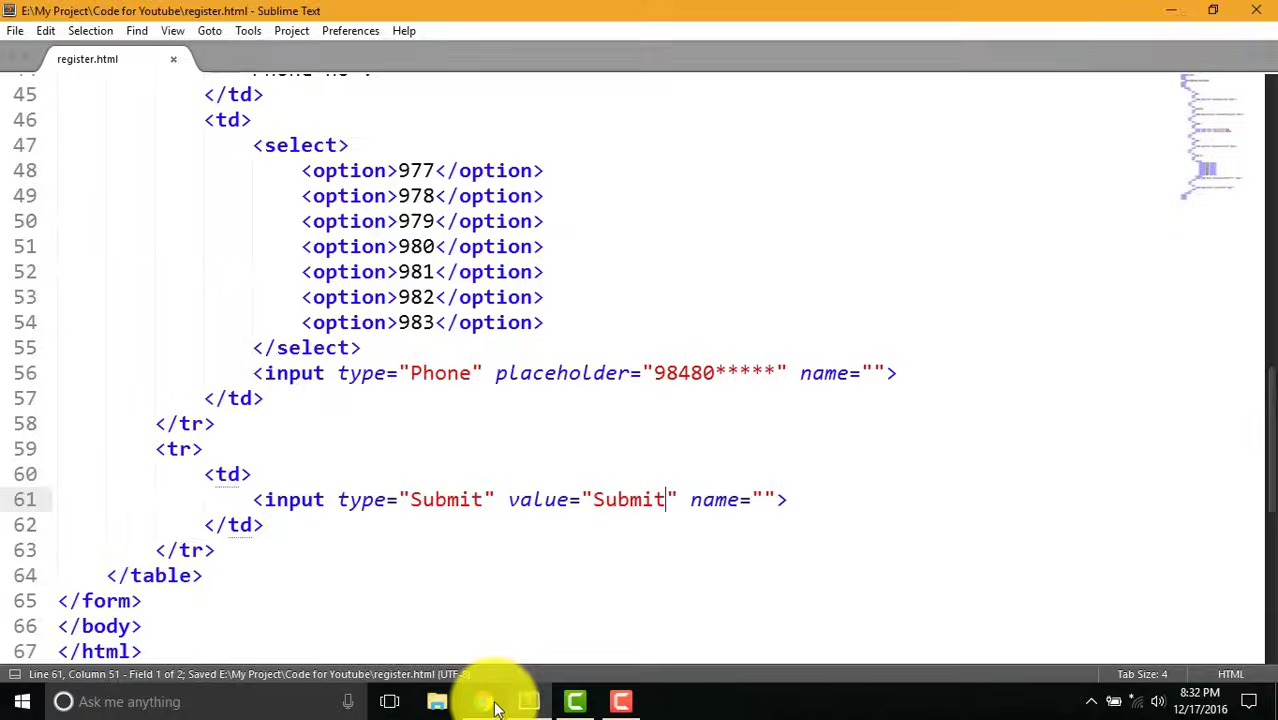 E:\My Project\Code for Youtube\register.html - Sublime Text
File Edit Selection Find View Goto Tools Project Preferences Help
register.html ×
45 </td>
46 <td>
47 <select>
48 <option>977</option>
49 <option>978</option>
50 <option>979</option>
51 <option>980</option>
52 <option>981</option>
53 <option>982</option>
54 <option>983</option>
55 </select>
56 <input type="Phone" placeholder="98480*****" name="">
57 </td>
58 </tr>
59 <tr>
60 <td>
61 <input type="Submit" value="Submit" name="">
62 </td>
63 </tr>
64 </table>
65 </form>
66 </body>
67 </html>
Line 61, Column 51 - Field 1 of 2; Saved E:\My Project\Code for Youtube\register.html (UTF-8) Tab Size: 4 HTML
Ask me anything
8:32 PM
12/17/2016